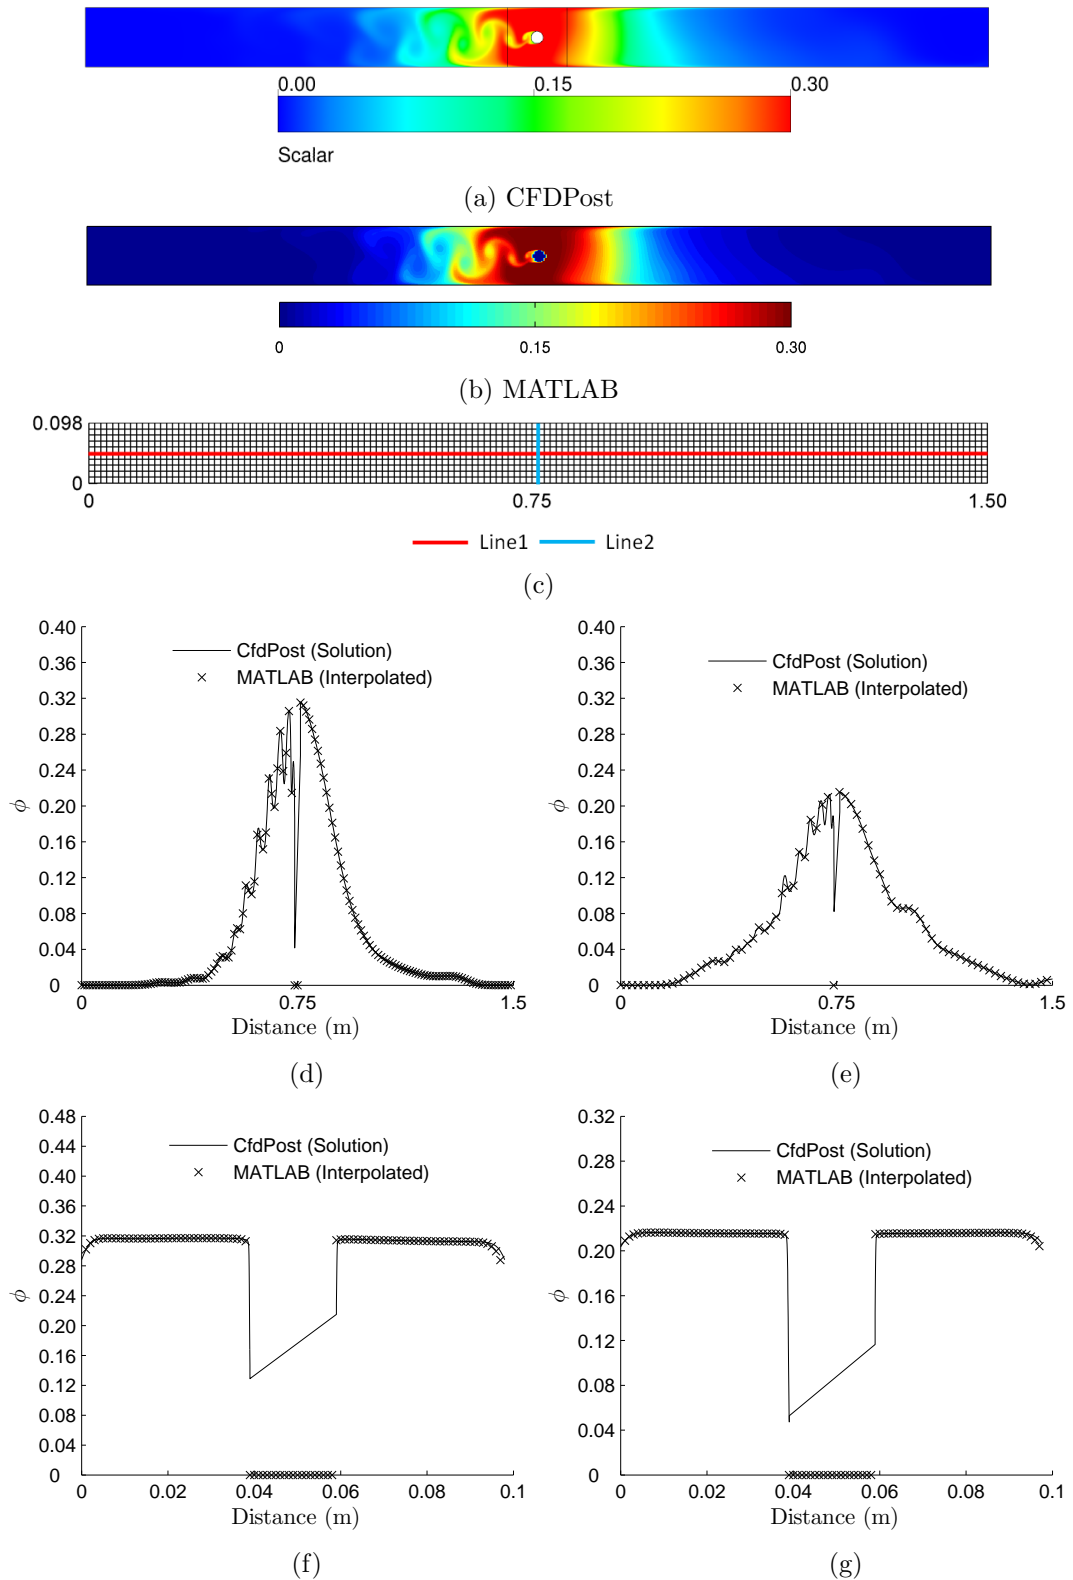 0.00 0.15 0.30
Scalar
(a) CFDPost
0 0.15 0.30
(b) MATLAB
0.098
0
0 0.75 1.50
Line1 Line2
(c)
0.40
0.36
0.32
0.28
0.24
0.20
0.16
0.12
0.08
0.04
0
ϕ
CfdPost (Solution)
MATLAB (Interpolated)
0 0.75 1.5
Distance (m)
(d)
0.40
0.36
0.32
0.28
0.24
0.20
0.16
0.12
0.08
0.04
0
ϕ
CfdPost (Solution)
MATLAB (Interpolated)
0 0.75 1.5
Distance (m)
(e)
0.48
0.44
0.40
0.36
0.32
0.28
0.24
0.20
0.16
0.12
0.08
0.04
0
ϕ
CfdPost (Solution)
MATLAB (Interpolated)
0 0.02 0.04 0.06 0.08 0.1
Distance (m)
(f)
0.32
0.28
0.24
0.20
0.16
0.12
0.08
0.04
0
ϕ
CfdPost (Solution)
MATLAB (Interpolated)
0 0.02 0.04 0.06 0.08 0.1
Distance (m)
(g)